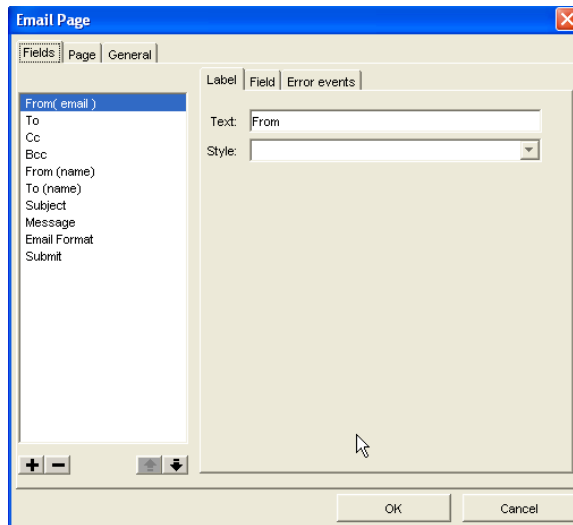 Email Page
Fields Page General
Label Field Error events
From( email )
To
Cc
Bcc
From (name)
To (name)
Subject
Message
Email Format
Submit
Text: From
Style:
OK Cancel